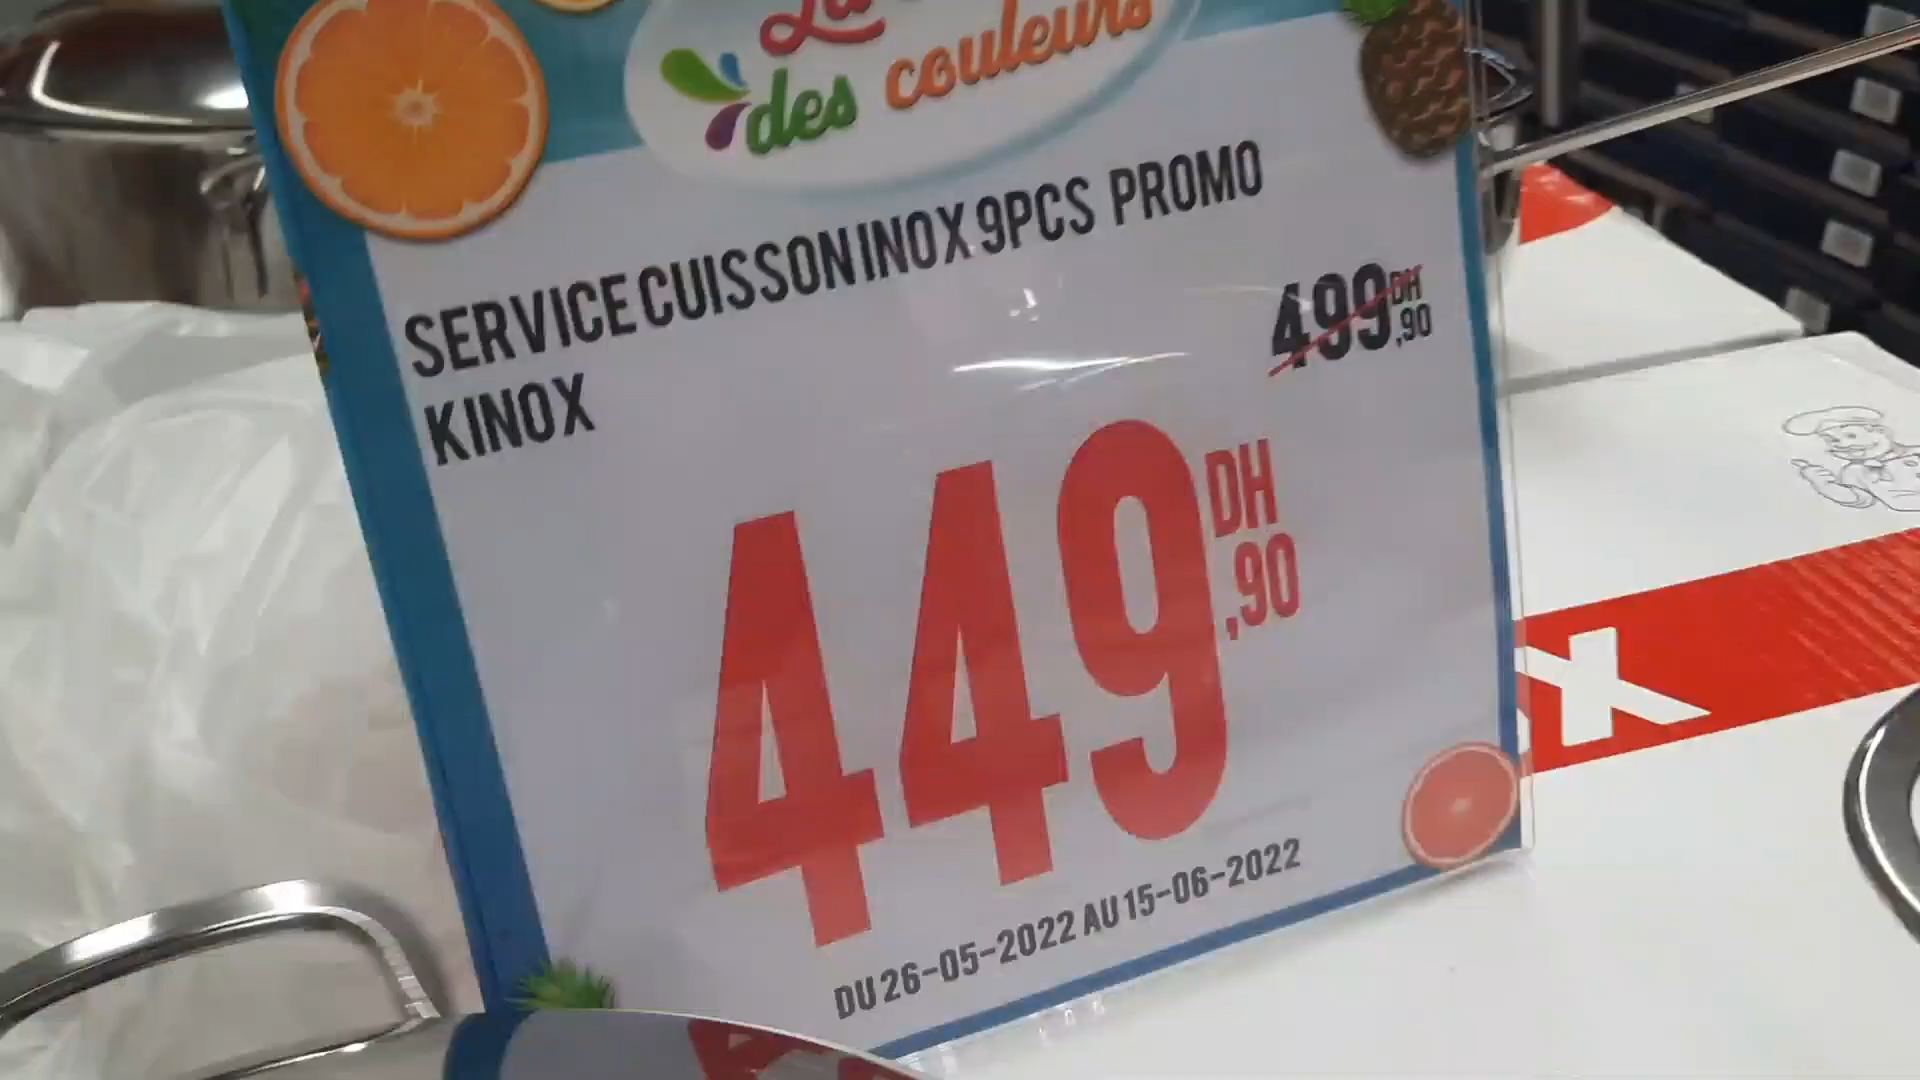 La
des couleurs
SERVICE CUISSON INOX 9PCS PROMO
KINOX
499DH,90
449DH,90
DU 26-05-2022 AU 15-06-2022